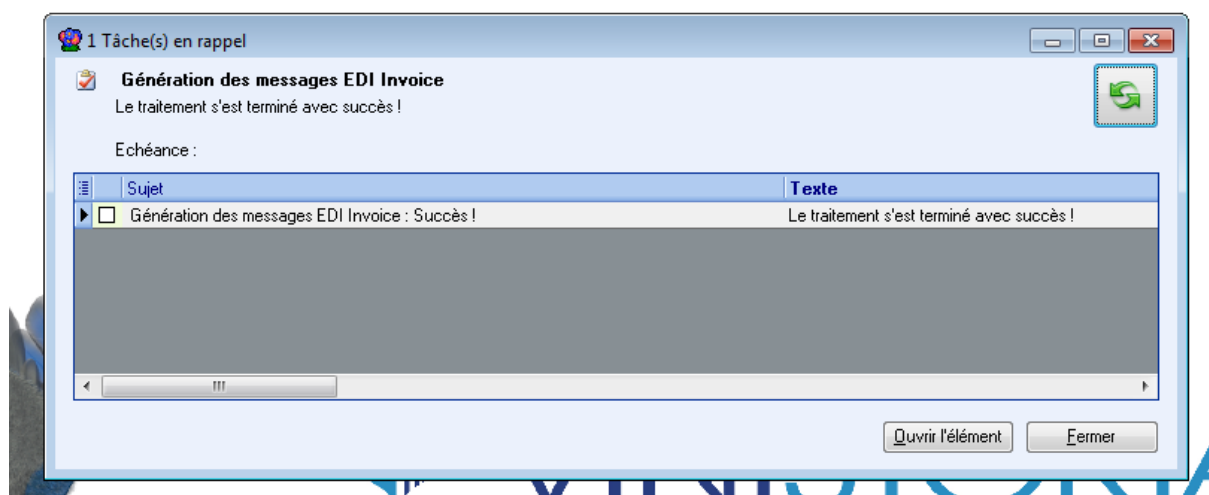 1 Tâche(s) en rappel
Génération des messages EDI Invoice
Le traitement s'est terminé avec succès !
Echéance :
Sujet Texte
Génération des messages EDI Invoice : Succès ! Le traitement s'est terminé avec succès !
Ouvrir l'élément Fermer